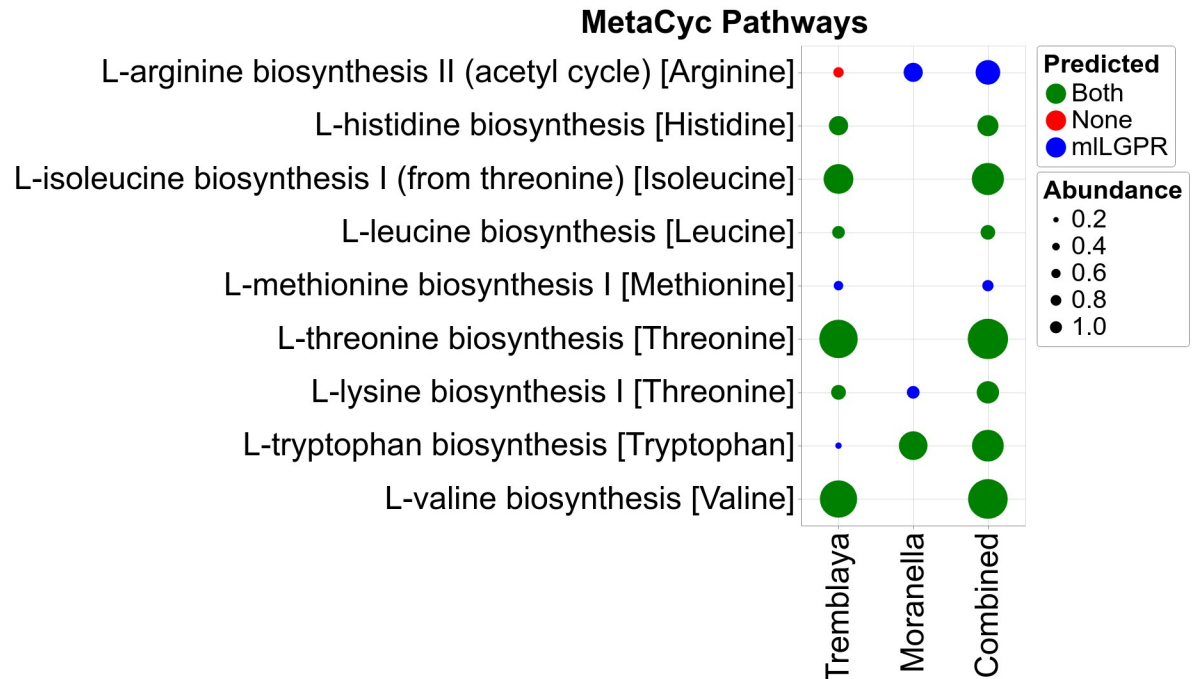 MetaCyc Pathways
L-arginine biosynthesis II (acetyl cycle) [Arginine]
L-histidine biosynthesis [Histidine]
L-isoleucine biosynthesis I (from threonine) [Isoleucine]
L-leucine biosynthesis [Leucine]
L-methionine biosynthesis I [Methionine]
L-threonine biosynthesis [Threonine]
L-lysine biosynthesis I [Threonine]
L-tryptophan biosynthesis [Tryptophan]
L-valine biosynthesis [Valine]
Tremblaya
Moranella
Combined
Predicted
Both
None
mlLGPR
Abundance
0.2
0.4
0.6
0.8
1.0